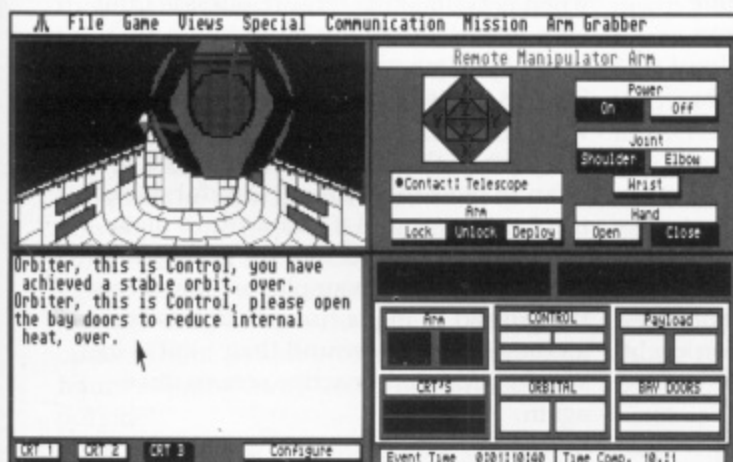 File Game Views Special Communication Mission Arm Grabber
Remote Manipulator Arm
Power
On Off
Joint
Shoulder Elbow
Wrist
Contact: Telescope
Arm
Lock Unlock Deploy
Hand
Open Close
Orbiter, this is Control, you have
achieved a stable orbit, over.
Orbiter, this is Control, please open
the bay doors to reduce internal
heat, over.
CRT 1 CRT 2 CRT 3 Configure
Arm CONTROL Payload
CRT'S ORBITAL BAY DOORS
Event Time Time Comp. 10.:1